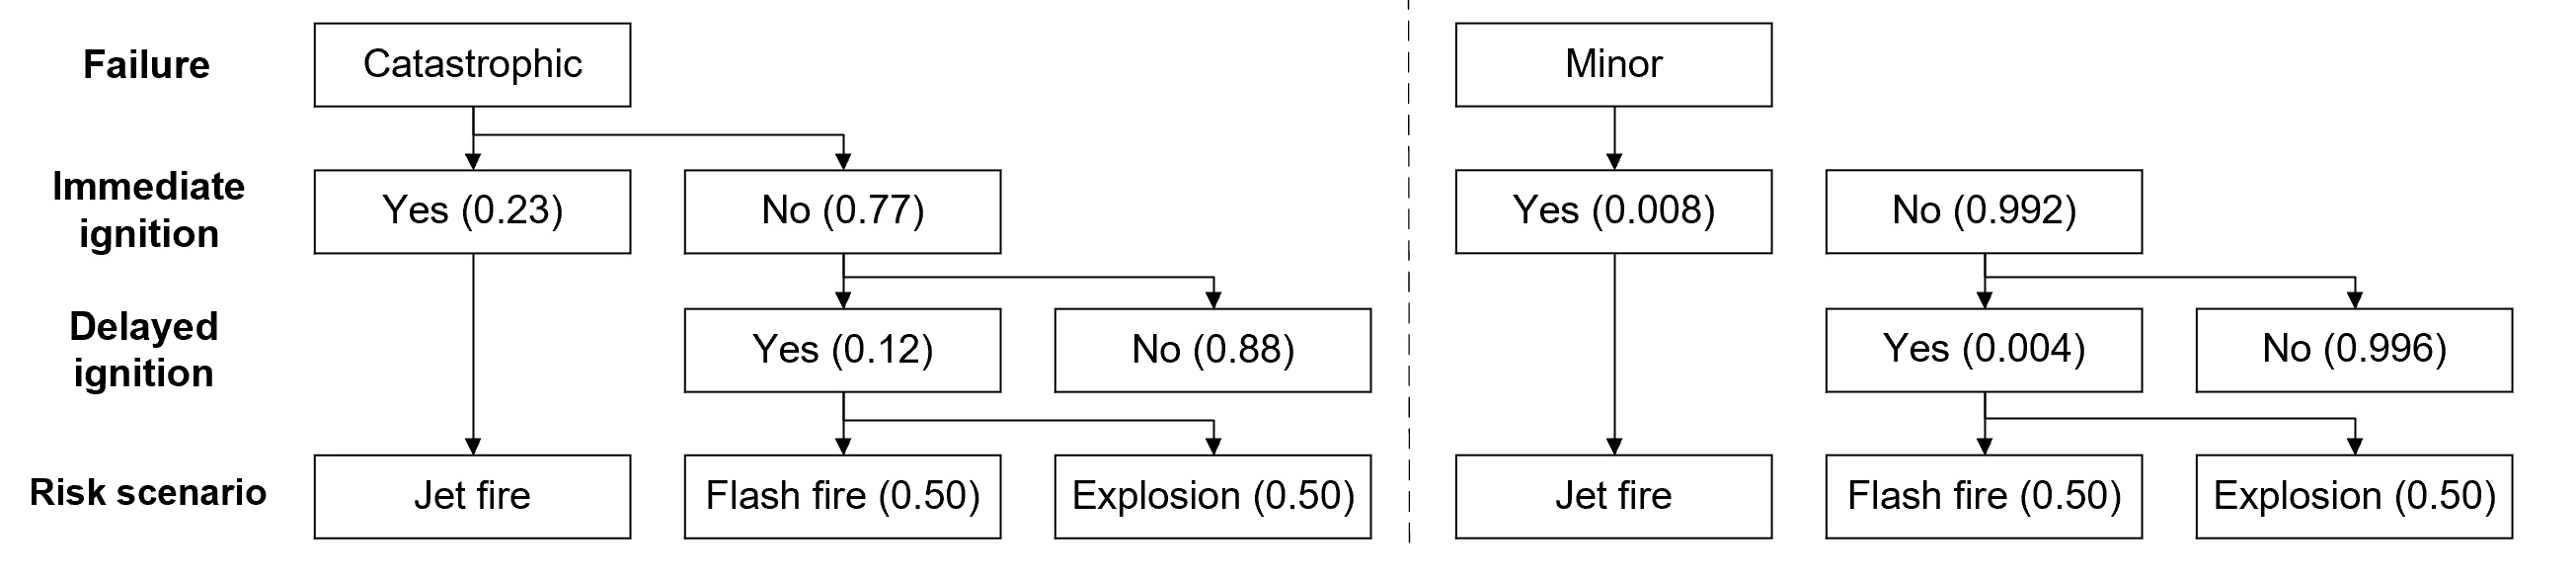 Failure
Catastrophic
Minor
Immediate
ignition
Yes (0.23)
No (0.77)
Yes (0.008)
No (0.992)
Delayed
ignition
Yes (0.12)
No (0.88)
Yes (0.004)
No (0.996)
Risk scenario
Jet fire
Flash fire (0.50)
Explosion (0.50)
Jet fire
Flash fire (0.50)
Explosion (0.50)